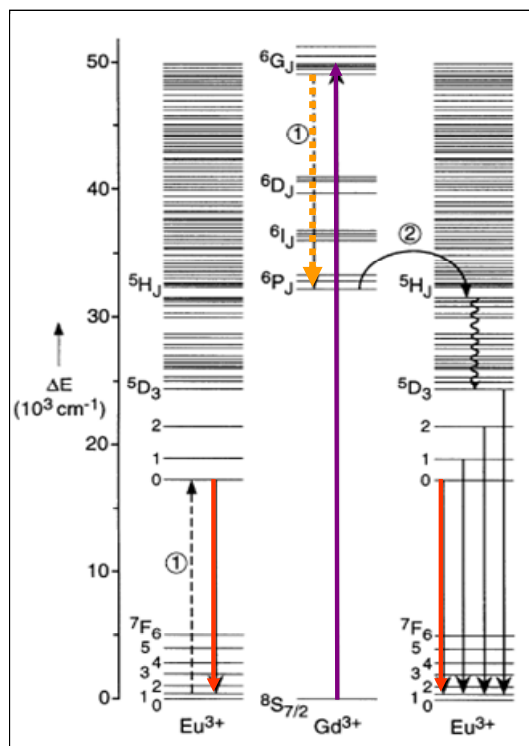 50
40
30
ΔE
(10³ cm⁻¹)
20
10
0
⁵H_J
⁵D₃
2
1
0
①
⁷F₆
5
4
3
2
1
0
Eu³⁺
⁶G_J
①
⁶D_J
⁶I_J
⁶P_J
②
⁸S₇/₂
Gd³⁺
⁵H_J
⁵D₃
2
1
0
⁷F₆
5
4
3
2
1
0
Eu³⁺